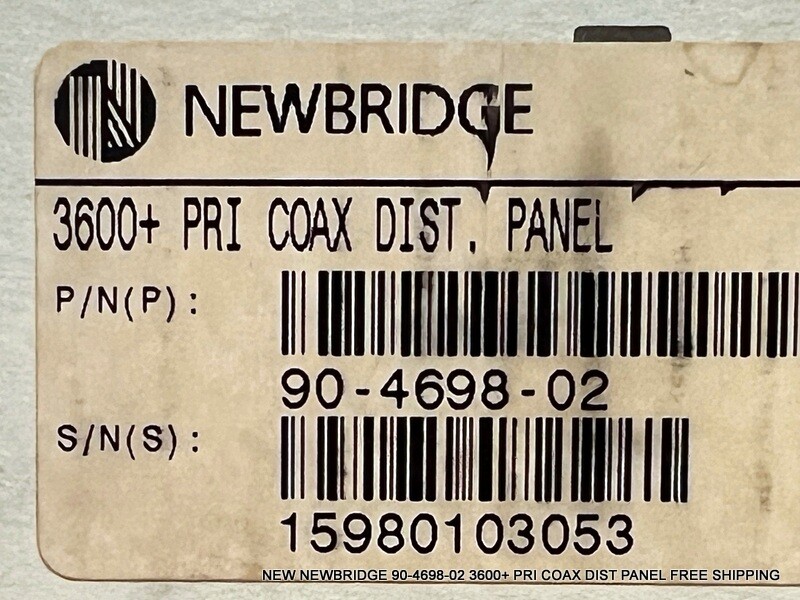 NEWBRIDGE
3600+ PRI COAX DIST. PANEL
P/N(P):
90-4698-02
S/N(S):
15980103053
NEW NEWBRIDGE 90-4698-02 3600+ PRI COAX DIST PANEL FREE SHIPPING